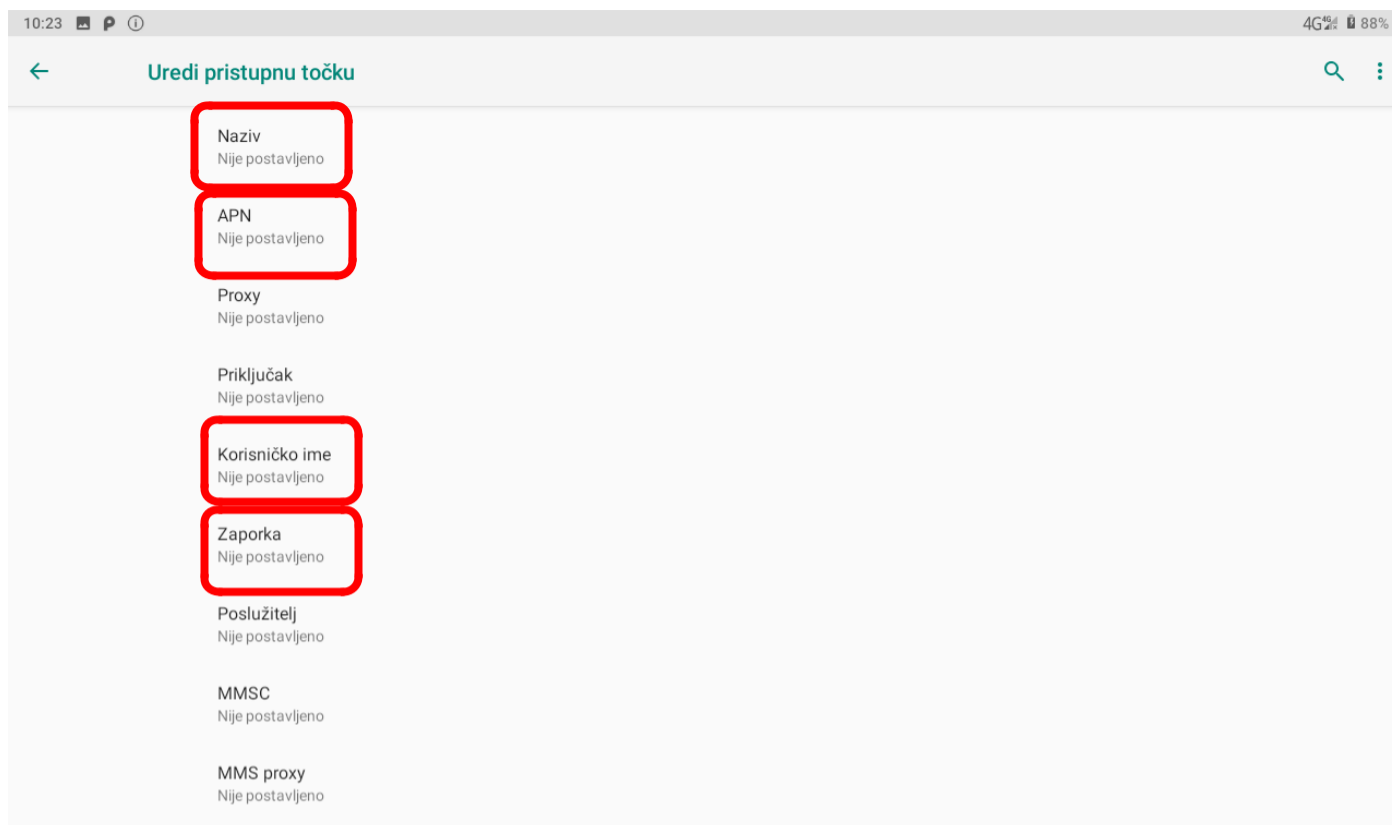 10:23 4G 4G 88%
Uredi pristupnu točku
Naziv
Nije postavljeno
APN
Nije postavljeno
Proxy
Nije postavljeno
Priključak
Nije postavljeno
Korisničko ime
Nije postavljeno
Zaporka
Nije postavljeno
Poslužitelj
Nije postavljeno
MMSC
Nije postavljeno
MMS proxy
Nije postavljeno